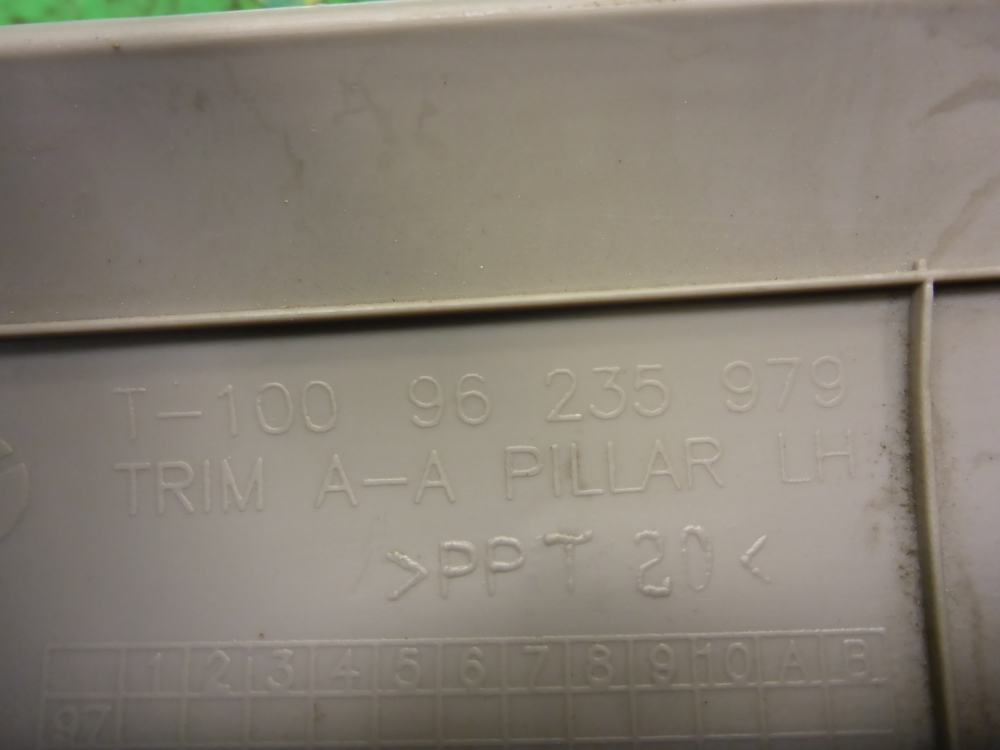 T-100 96 235 979
TRIM A-A PILLAR LH
>PPT 20<
1 2 3 4 5 6 7 8 9 10 A B
97